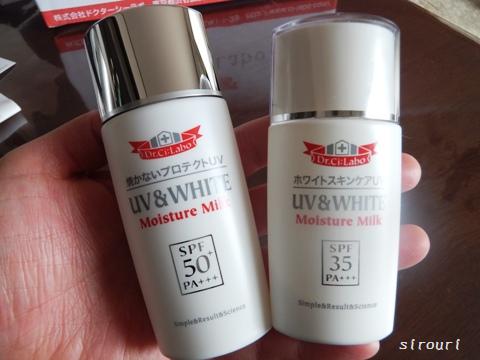 株式会社ドクターシーラボ
Dr.Ci:Labo
焼かないプロテクトUV
UV & WHITE
Moisture Milk
SPF
50+
PA+++
Simple&Result&Science
Dr.Ci:Labo
ホワイトスキンケアUV
UV & WHITE
Moisture Milk
SPF
35
PA+++
Simple&Result&Science
sirouri